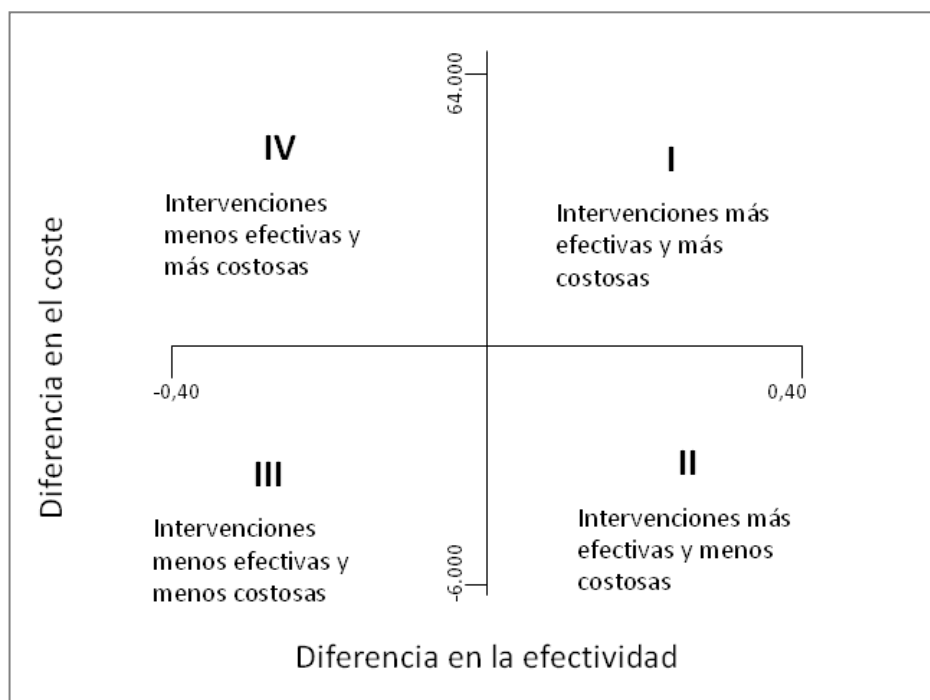 64.000
IV
Intervenciones
menos efectivas y
más costosas
I
Intervenciones más
efectivas y más
costosas
Diferencia en el coste
-0,40
0,40
III
Intervenciones
menos efectivas y
menos costosas
II
Intervenciones más
efectivas y menos
costosas
-6.000
Diferencia en la efectividad